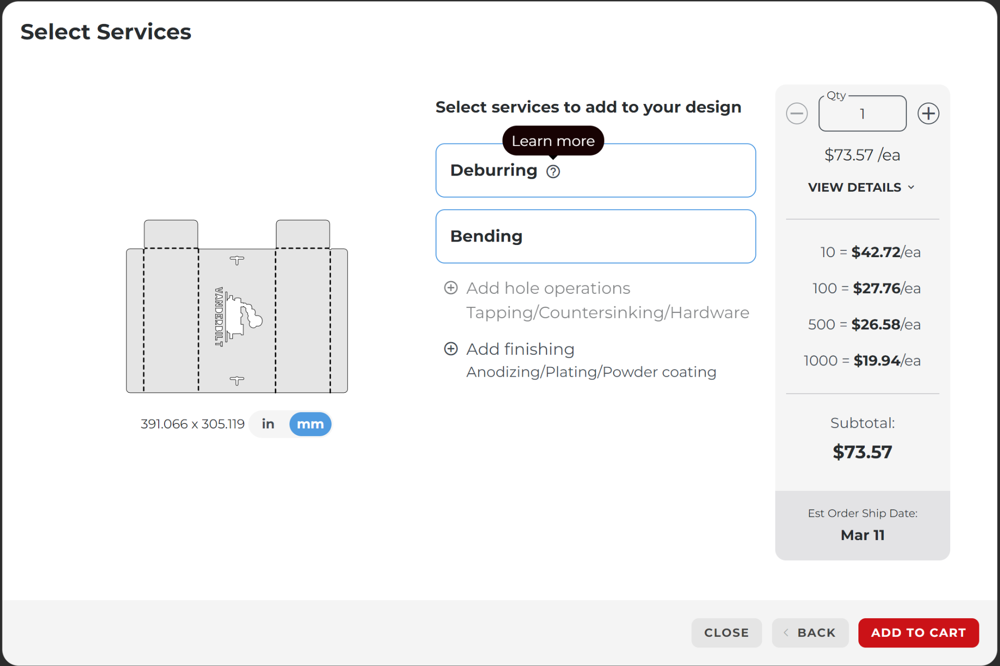 Select Services
VANDERBILT
391.066 x 305.119 in mm
Select services to add to your design
Learn more
Deburring ?
Bending
Add hole operations
Tapping/Countersinking/Hardware
Add finishing
Anodizing/Plating/Powder coating
Qty
1
$73.57 /ea
VIEW DETAILS
10 = $42.72/ea
100 = $27.76/ea
500 = $26.58/ea
1000 = $19.94/ea
Subtotal:
$73.57
Est Order Ship Date:
Mar 11
CLOSE
BACK
ADD TO CART